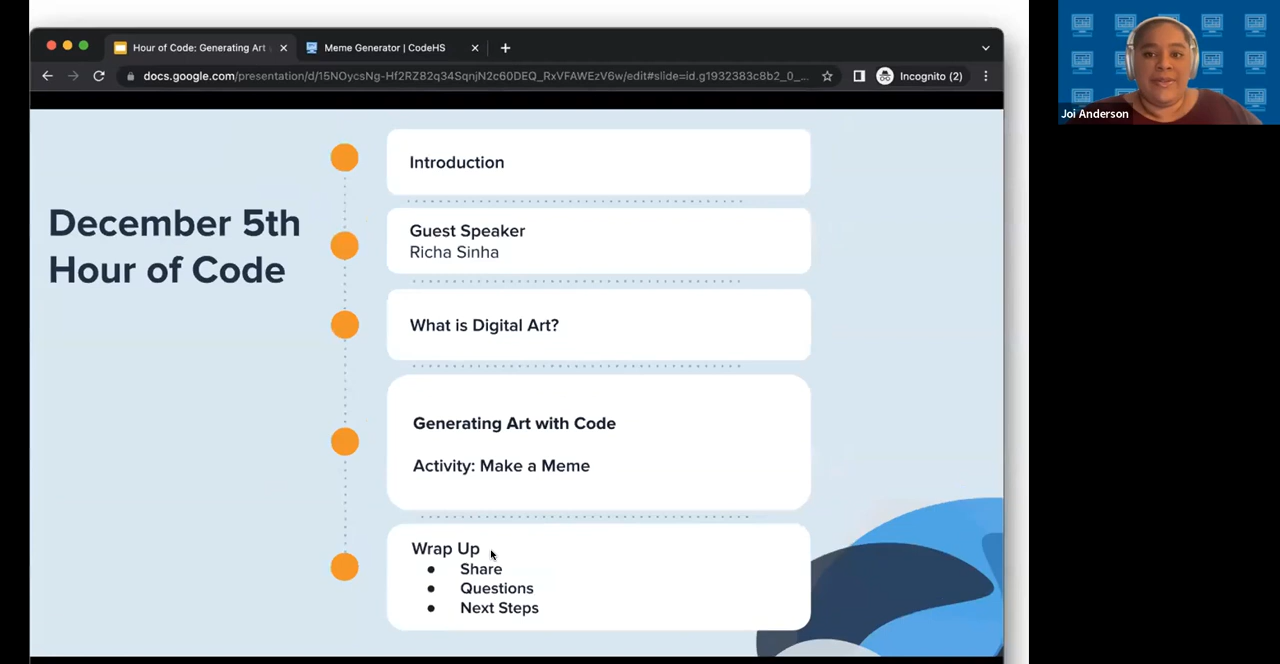 Hour of Code: Generating Art
Meme Generator | CodeHS
docs.google.com/presentation/d/15NOycsNg-Hf2RZ82q34SqnjN2c60DEQ_RxVFAWEzV6w/edit#slide=id.g1932383c8b2_0_...
Incognito (2)
Joi Anderson
December 5th
Hour of Code
Introduction
Guest Speaker
Richa Sinha
What is Digital Art?
Generating Art with Code
Activity: Make a Meme
Wrap Up
● Share
● Questions
● Next Steps